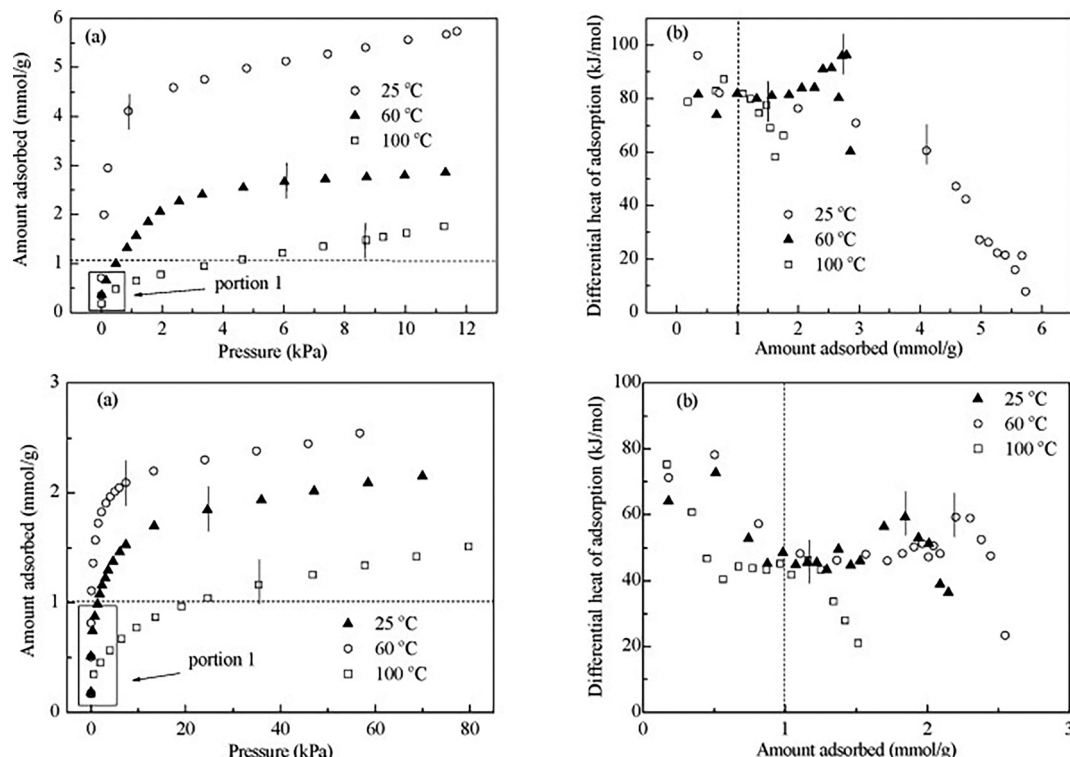 (a)
Amount adsorbed (mmol/g)
6
5
4
3
2
1
0
25 °C
60 °C
100 °C
portion 1
0 2 4 6 8 10 12
Pressure (kPa)
(b)
Differential heat of adsorption (kJ/mol)
100
80
60
40
20
0
25 °C
60 °C
100 °C
0 1 2 3 4 5 6
Amount adsorbed (mmol/g)
(a)
Amount adsorbed (mmol/g)
3
2
1
0
25 °C
60 °C
100 °C
portion 1
0 20 40 60 80
Pressure (kPa)
(b)
Differential heat of adsorption (kJ/mol)
100
80
60
40
20
0
25 °C
60 °C
100 °C
0 1 2 3
Amount adsorbed (mmol/g)